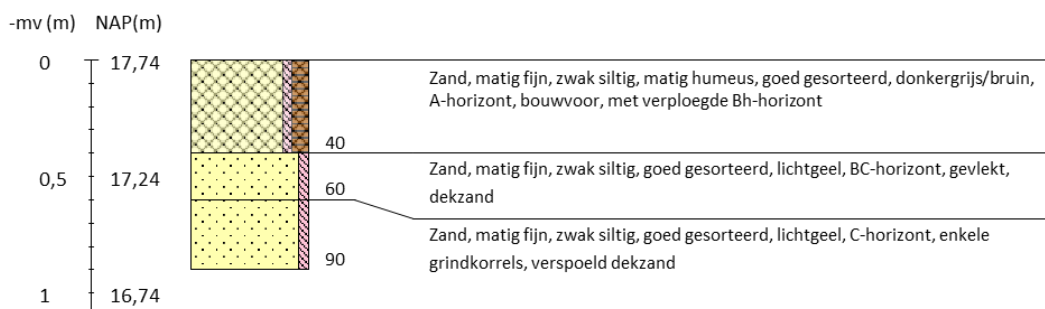 -mv (m) NAP(m)
0 17,74
Zand, matig fijn, zwak siltig, matig humeus, goed gesorteerd, donkergrijs/bruin,
A-horizont, bouwvoor, met verploegde Bh-horizont
40
Zand, matig fijn, zwak siltig, goed gesorteerd, lichtgeel, BC-horizont, gevlekt,
0,5 17,24
60
dekzand
Zand, matig fijn, zwak siltig, goed gesorteerd, lichtgeel, C-horizont, enkele
90
grindkorrels, verspoeld dekzand
1 16,74